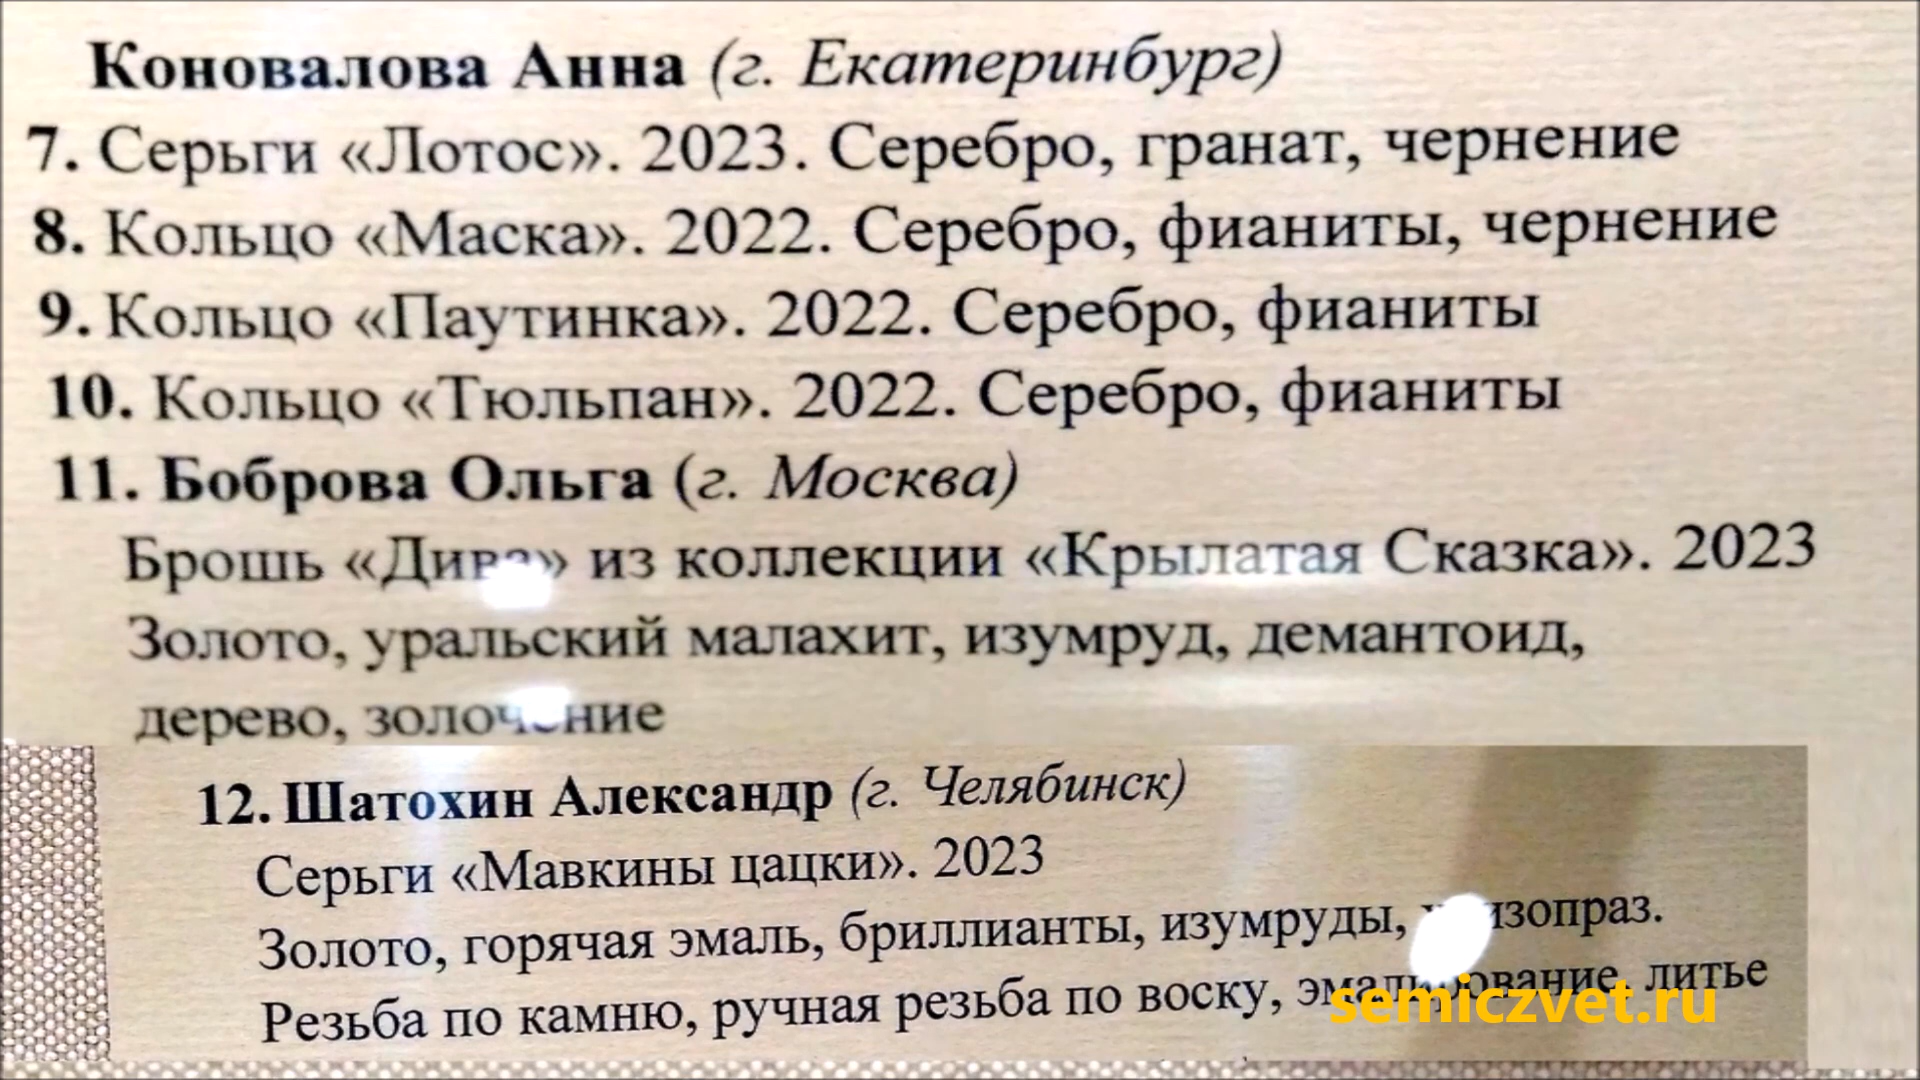 Коновалова Анна (г. Екатеринбург)
7. Серьги «Лотос». 2023. Серебро, гранат, чернение
8. Кольцо «Маска». 2022. Серебро, фианиты, чернение
9. Кольцо «Паутинка». 2022. Серебро, фианиты
10. Кольцо «Тюльпан». 2022. Серебро, фианиты
11. Боброва Ольга (г. Москва)
Брошь «Дива» из коллекции «Крылатая Сказка». 2023
Золото, уральский малахит, изумруд, демантоид,
дерево, золочение
12. Шатохин Александр (г. Челябинск)
Серьги «Мавкины цацки». 2023
Золото, горячая эмаль, бриллианты, изумруды,
Резьба по камню, ручная резьба по воску, эмалирование, литье
semiczvet.ru